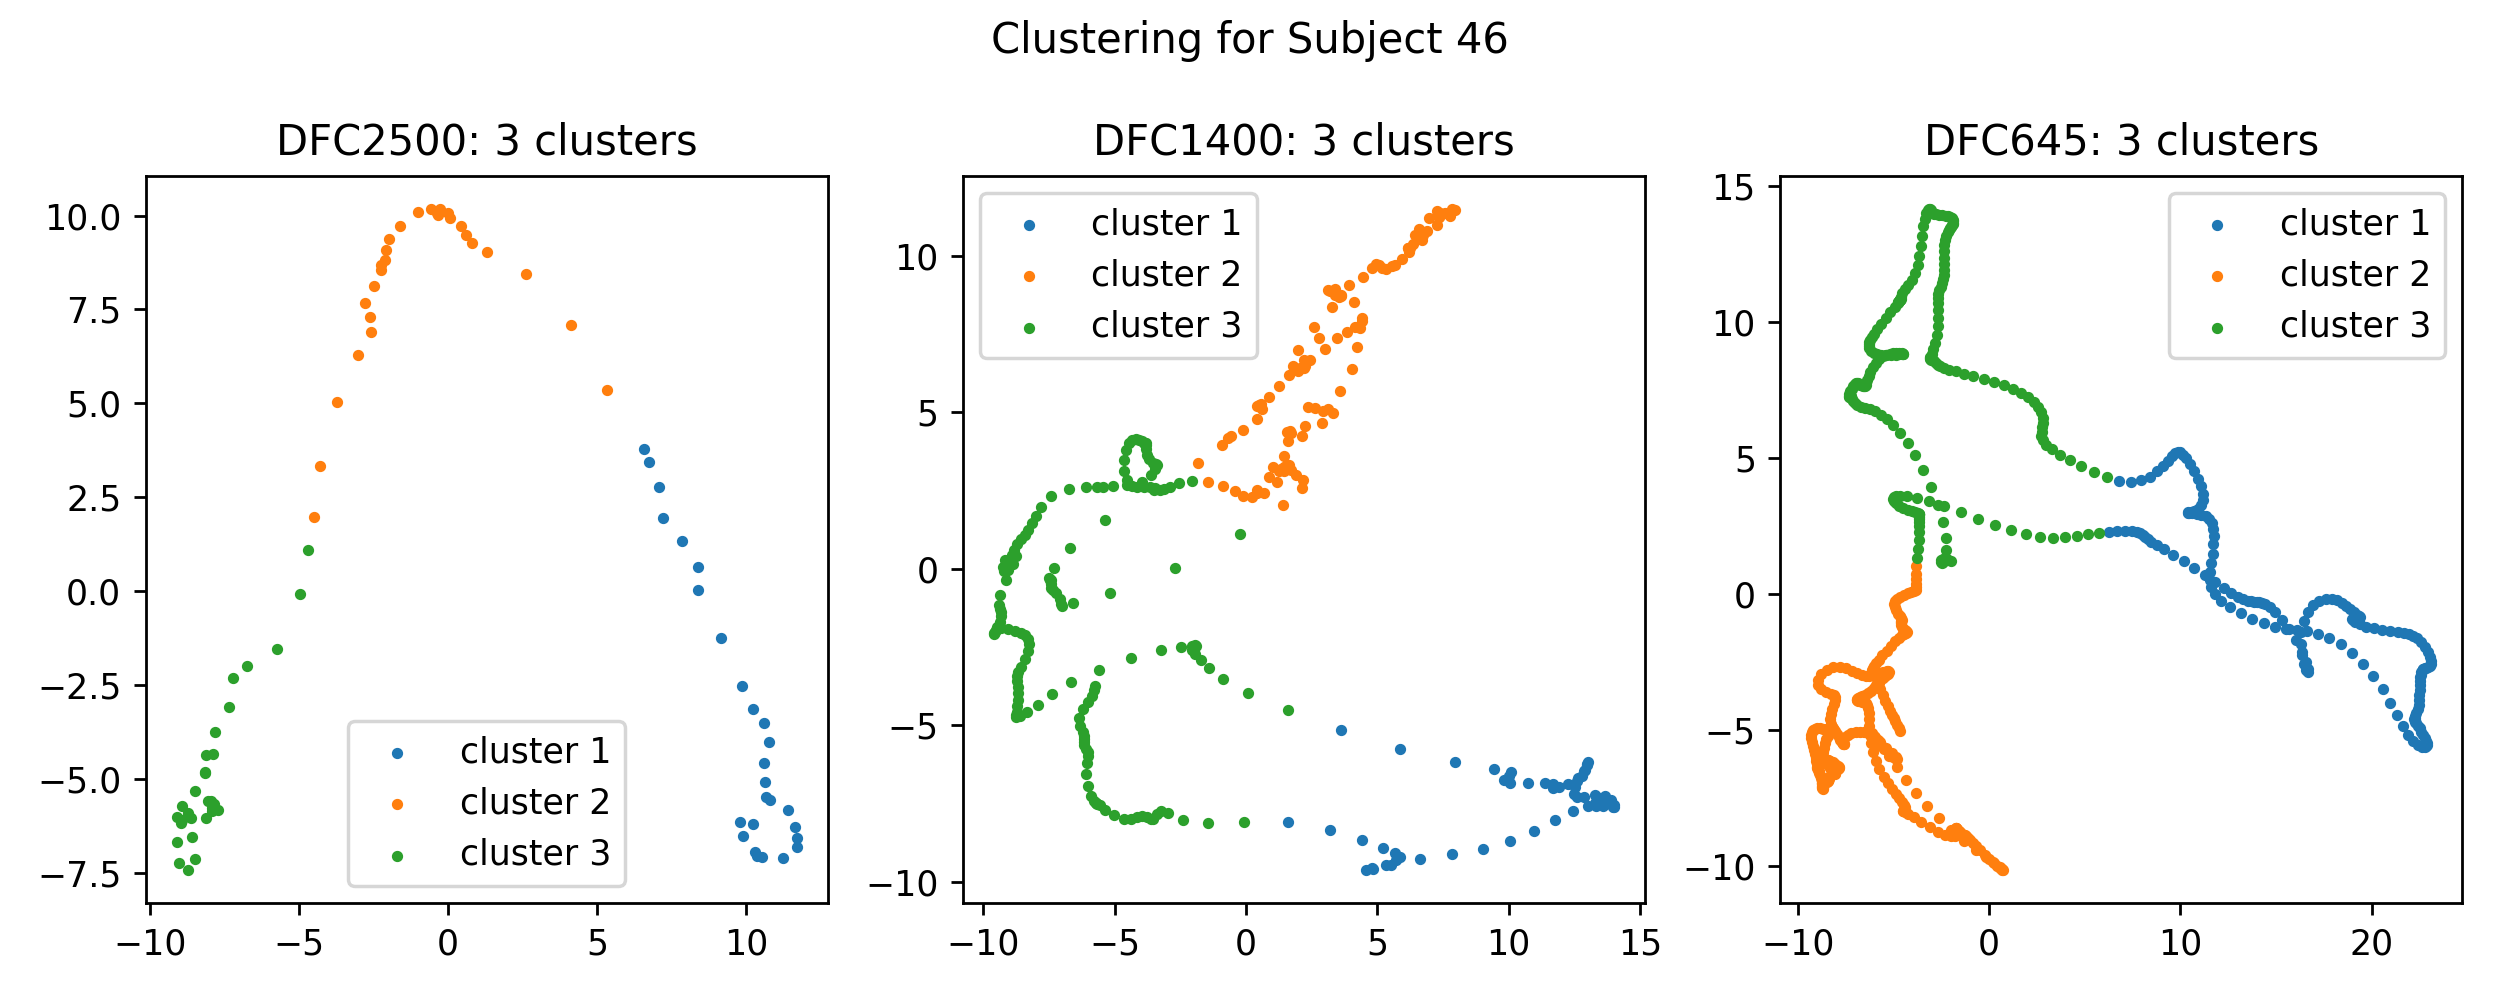 Clustering for Subject 46
DFC2500: 3 clusters
10.0
7.5
5.0
2.5
0.0
−2.5
−5.0
−7.5
−10
−5
0
5
10
cluster 1
cluster 2
cluster 3
DFC1400: 3 clusters
10
5
0
−5
−10
−10
−5
0
5
10
15
cluster 1
cluster 2
cluster 3
DFC645: 3 clusters
15
10
5
0
−5
−10
−10
0
10
20
cluster 1
cluster 2
cluster 3